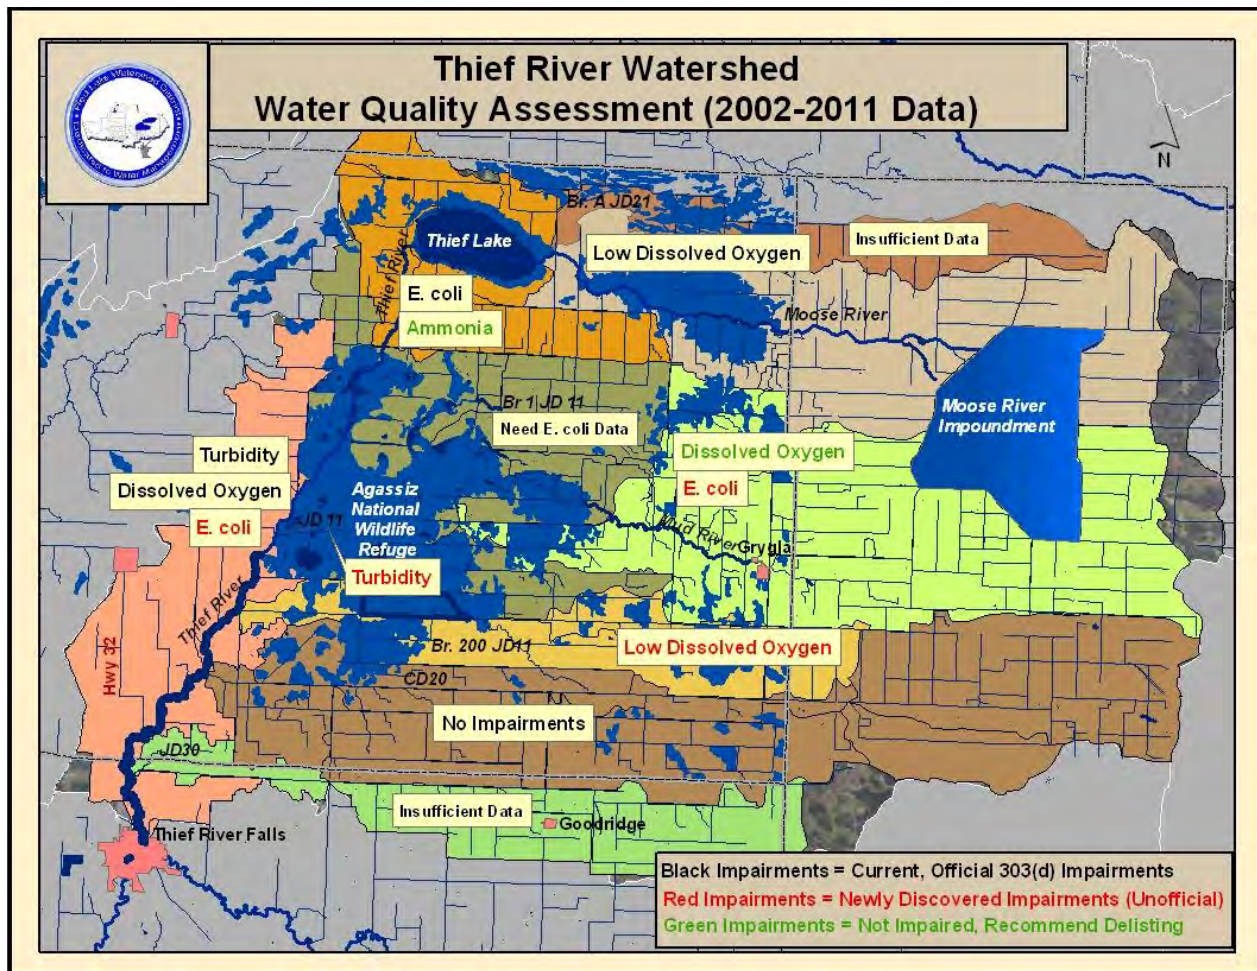 Thief River Watershed
Water Quality Assessment (2002-2011 Data)
N
Br. A JD21
Thief Lake
Low Dissolved Oxygen
Insufficient Data
Thief River
E. coli
Ammonia
Moose River
Moose River
Impoundment
Br 1 JD 11
Need E. coli Data
Turbidity
Dissolved Oxygen
E. coli
Dissolved Oxygen
E. coli
Agassiz
National
Wildlife
Refuge
JD 11
Mud River
Grygla
Turbidity
Thief River
Hwy 32
Br. 200 JD11
Low Dissolved Oxygen
CD20
No Impairments
JD30
Insufficient Data
Goodridge
Thief River Falls
Black Impairments = Current, Official 303(d) Impairments
Red Impairments = Newly Discovered Impairments (Unofficial)
Green Impairments = Not Impaired, Recommend Delisting